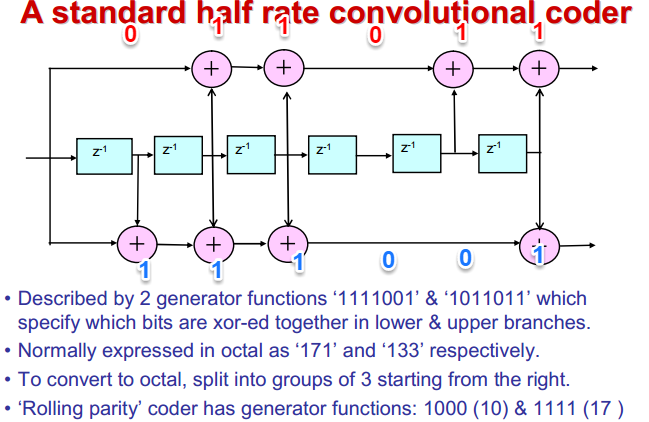 A standard half rate convolutional coder
0 1 1 0 1 1
+ + + +
z-1 z-1 z-1 z-1 z-1 z-1
+ + + +
1 1 1 0 0 1
• Described by 2 generator functions ‘1111001’ & ‘1011011’ which
specify which bits are xor-ed together in lower & upper branches.
• Normally expressed in octal as ‘171’ and ‘133’ respectively.
• To convert to octal, split into groups of 3 starting from the right.
• ‘Rolling parity’ coder has generator functions: 1000 (10) & 1111 (17 )